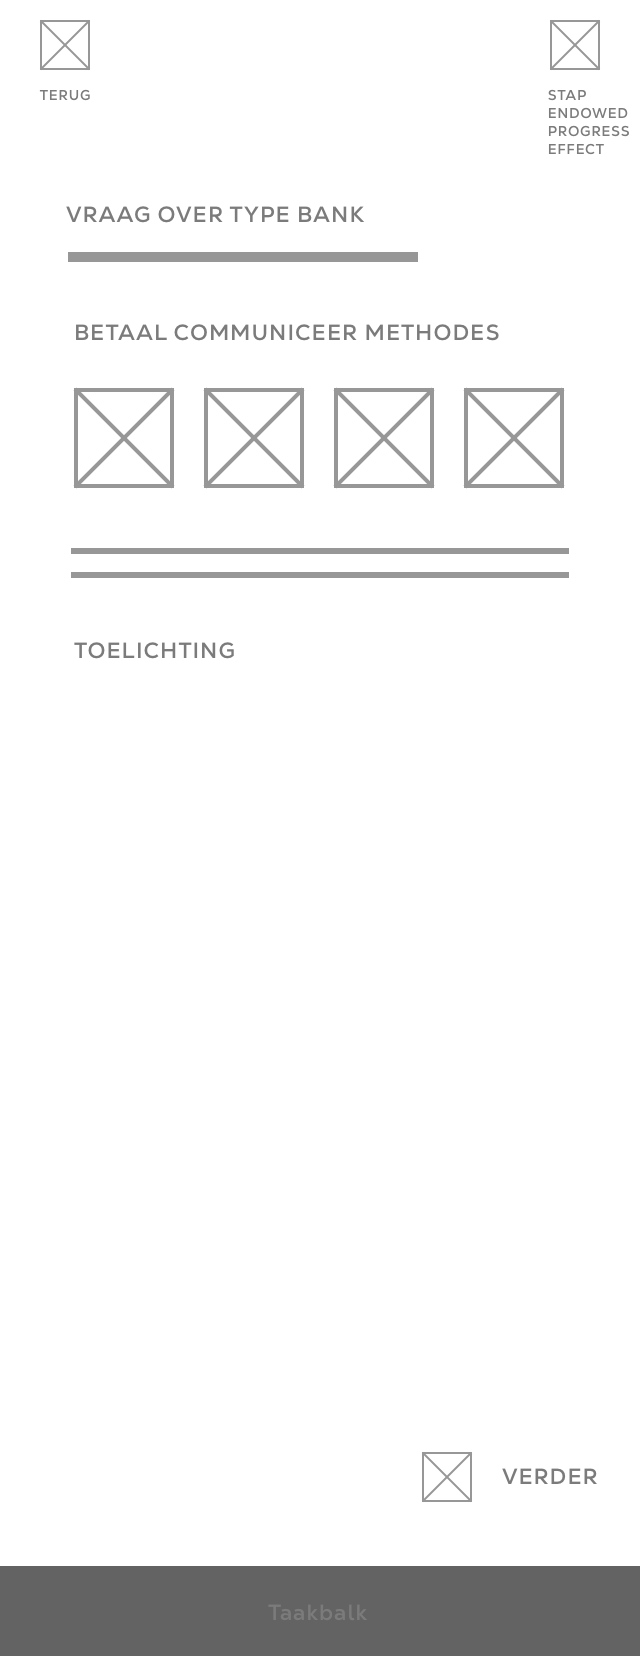 TERUG
STAP
ENDOWED
PROGRESS
EFFECT
VRAAG OVER TYPE BANK
BETAAL COMMUNICEER METHODES
TOELICHTING
VERDER
Taakbalk